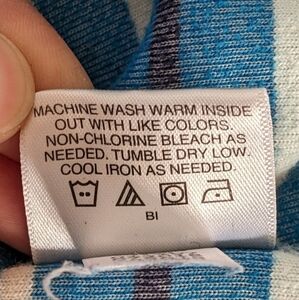 MACHINE WASH WARM INSIDE
OUT WITH LIKE COLORS.
NON-CHLORINE BLEACH AS
NEEDED. TUMBLE DRY LOW.
COOL IRON AS NEEDED.
BI